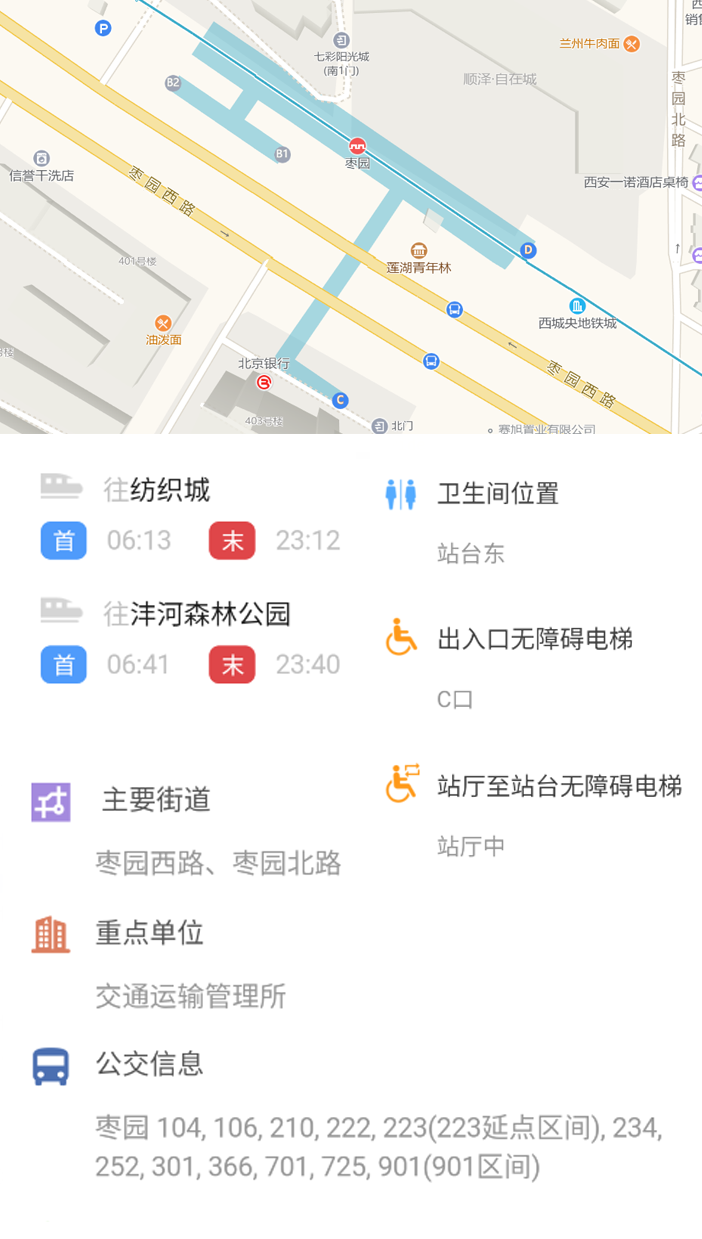 P
七彩阳光城
(南1门)
兰州牛肉面
顺泽·自在城
枣园北路
B2
B1
枣园
信誉干洗店
枣园西路
西安一诺酒店桌椅
D
401号楼
莲湖青年林
西城央地铁城
油泼面
北京银行
枣园西路
C
403号楼
北门
赛旭置业有限公司
往纺织城
首 06:13 末 23:12
往沣河森林公园
首 06:41 末 23:40
卫生间位置
站台东
出入口无障碍电梯
C口
站厅至站台无障碍电梯
站厅中
主要街道
枣园西路、枣园北路
重点单位
交通运输管理所
公交信息
枣园 104, 106, 210, 222, 223(223延点区间), 234,
252, 301, 366, 701, 725, 901(901区间)